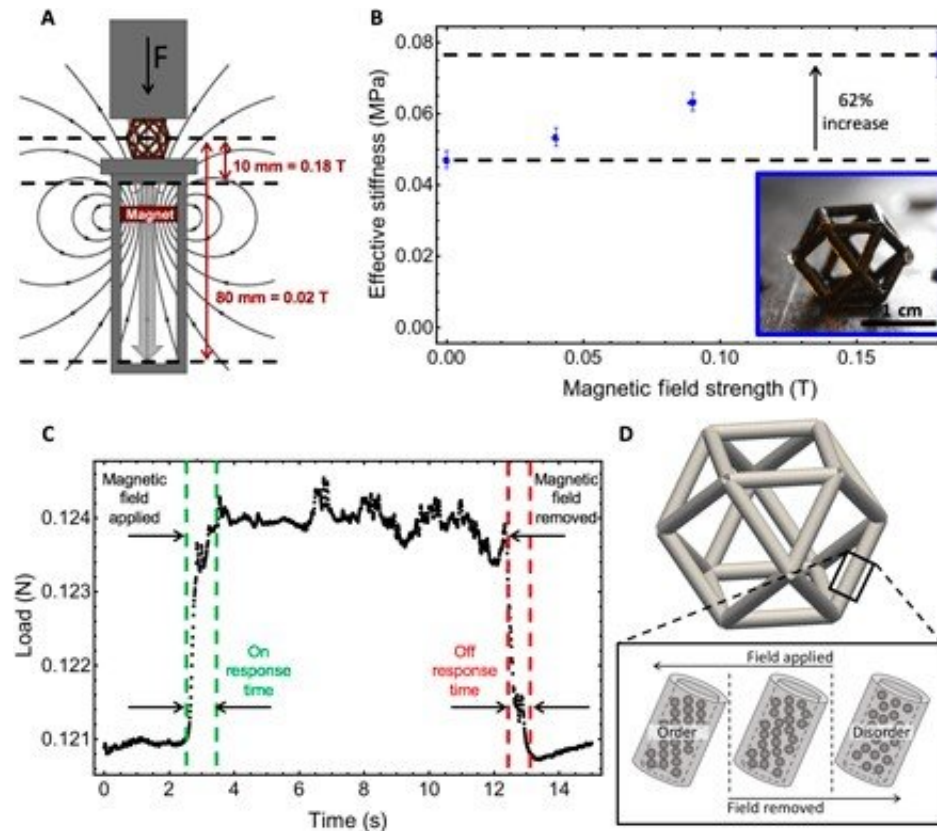 A
F
10 mm = 0.18 T
Magnet
80 mm = 0.02 T
B
Effective stiffness (MPa)
0.08
0.06
0.04
0.02
0.00
62%
increase
1 cm
0.00
0.05
0.10
0.15
Magnetic field strength (T)
C
Load (N)
0.124
0.123
0.122
0.121
Magnetic
field
applied
Magnetic
field
removed
On
response
time
Off
response
time
0
2
4
6
8
10
12
14
Time (s)
D
Field applied
Order
Disorder
Field removed